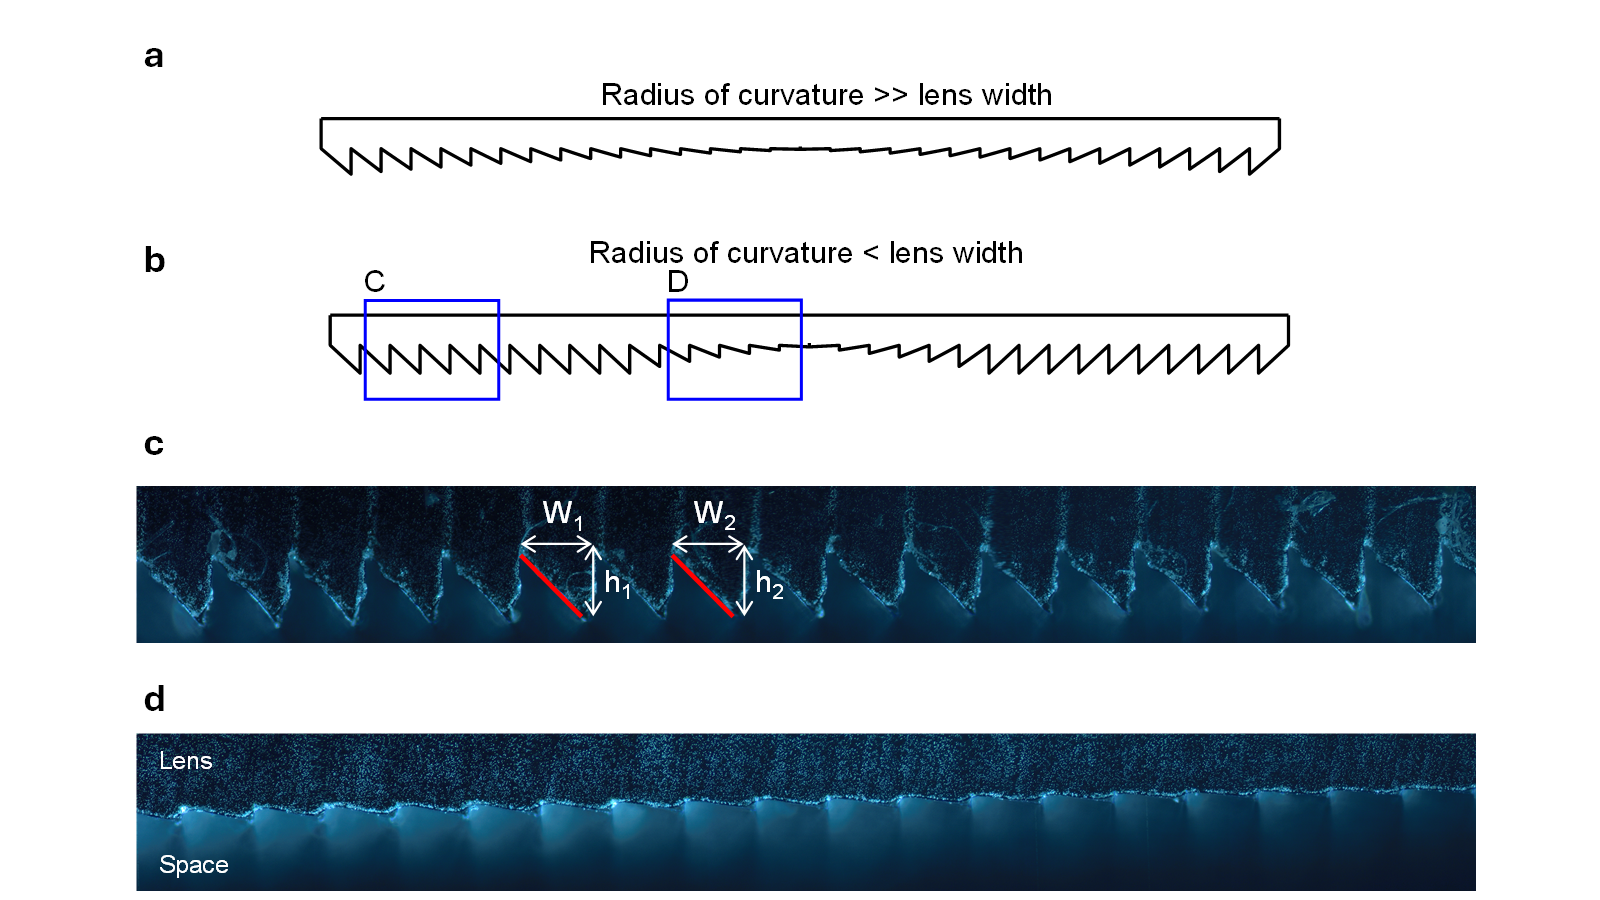 a
Radius of curvature >> lens width
b
Radius of curvature < lens width
C
D
c
W₁
W₂
h₁
h₂
d
Lens
Space